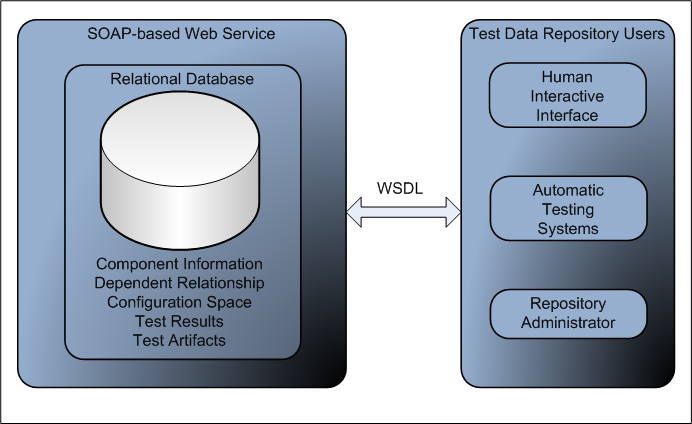 SOAP-based Web Service
Relational Database
Component Information
Dependent Relationship
Configuration Space
Test Results
Test Artifacts
WSDL
Test Data Repository Users
Human
Interactive
Interface
Automatic
Testing
Systems
Repository
Administrator